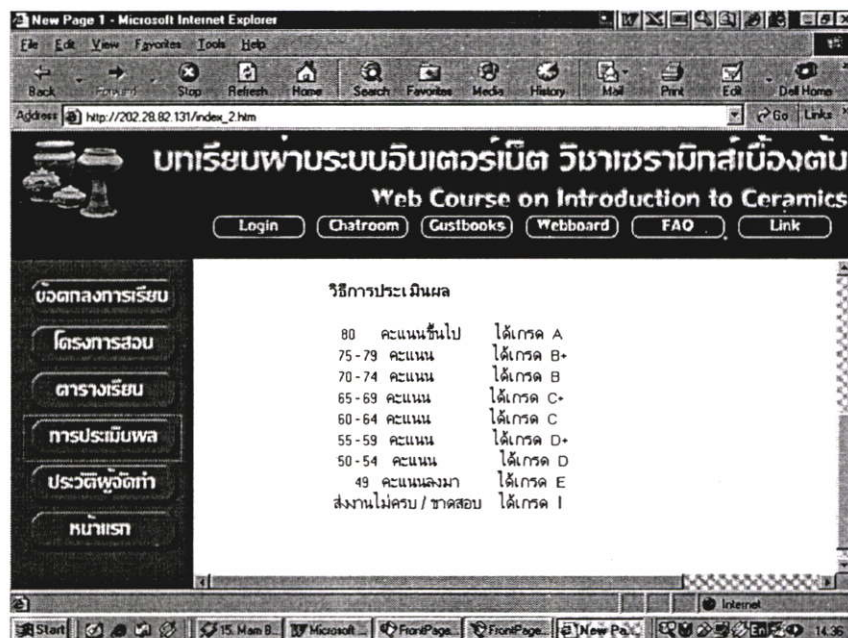 New Page 1 - Microsoft Internet Explorer
File Edit View Favorites Tools Help
Back Forward Stop Refresh Home Search Favorites Media History Mail Print Edit Dell Home
Address http://202.28.82.131/index_2.htm Go Links
บทเรียนผ่านระบบอินเตอร์เน็ต วิชาเซรามิกส์เบื้องต้น
Web Course on Introduction to Ceramics
Login Chatroom Gustbooks Webboard FAQ Link
ข้อตกลงการเรียน
โครงการสอน
ตารางเรียน
การประเมินผล
ประวัติผู้จัดทำ
หน้าแรก
วิธีการประเมินผล
80 คะแนนขึ้นไป ได้เกรด A
75-79 คะแนน ได้เกรด B+
70-74 คะแนน ได้เกรด B
65-69 คะแนน ได้เกรด C+
60-64 คะแนน ได้เกรด C
55-59 คะแนน ได้เกรด D+
50-54 คะแนน ได้เกรด D
49 คะแนนลงมา ได้เกรด E
ส่งงานไม่ครบ / ขาดสอบ ได้เกรด I
Internet
Start 15. Mam B... Microsoft ... FrontPage... FrontPage... New Pa... 14:36